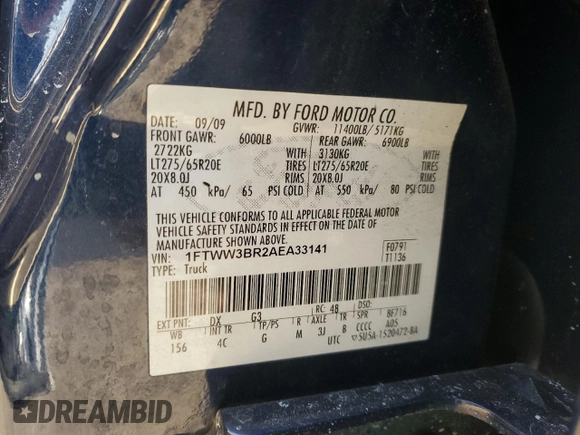 MFD. BY FORD MOTOR CO.
DATE: 09/09 GVWR: 11400LB/ 5171KG
FRONT GAWR: 6000LB REAR GAWR: 6900LB
2722KG WITH 3130KG WITH
LT275/65R20E TIRES LT275/65R20E TIRES
20X8.0J RIMS 20X8.0J RIMS
AT 450 kPa/ 65 PSI COLD AT 550 kPa/ 80 PSI COLD
THIS VEHICLE CONFORMS TO ALL APPLICABLE FEDERAL MOTOR
VEHICLE SAFETY STANDARDS IN EFFECT ON THE DATE OF
MANUFACTURE SHOWN ABOVE.
VIN: 1FTWW3BR2AEA33141 F0791
TYPE: Truck T1136
EXT PNT: DX G3 RC: 48 DSO:
WB INT TR TP/PS R AXLE TR SPR BF716
156 4C G M 3J B CCCC A05
UTC 5U5A-1520472-BA
DREAMBID